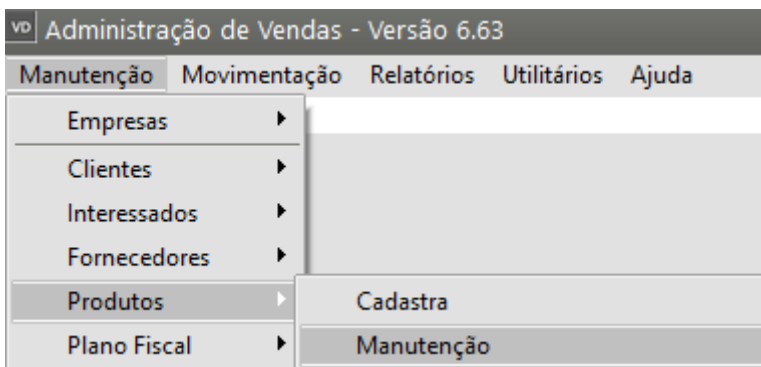 VD Administração de Vendas - Versão 6.63
Manutenção Movimentação Relatórios Utilitários Ajuda
Empresas
Clientes
Interessados
Fornecedores
Produtos Cadastra
Plano Fiscal Manutenção